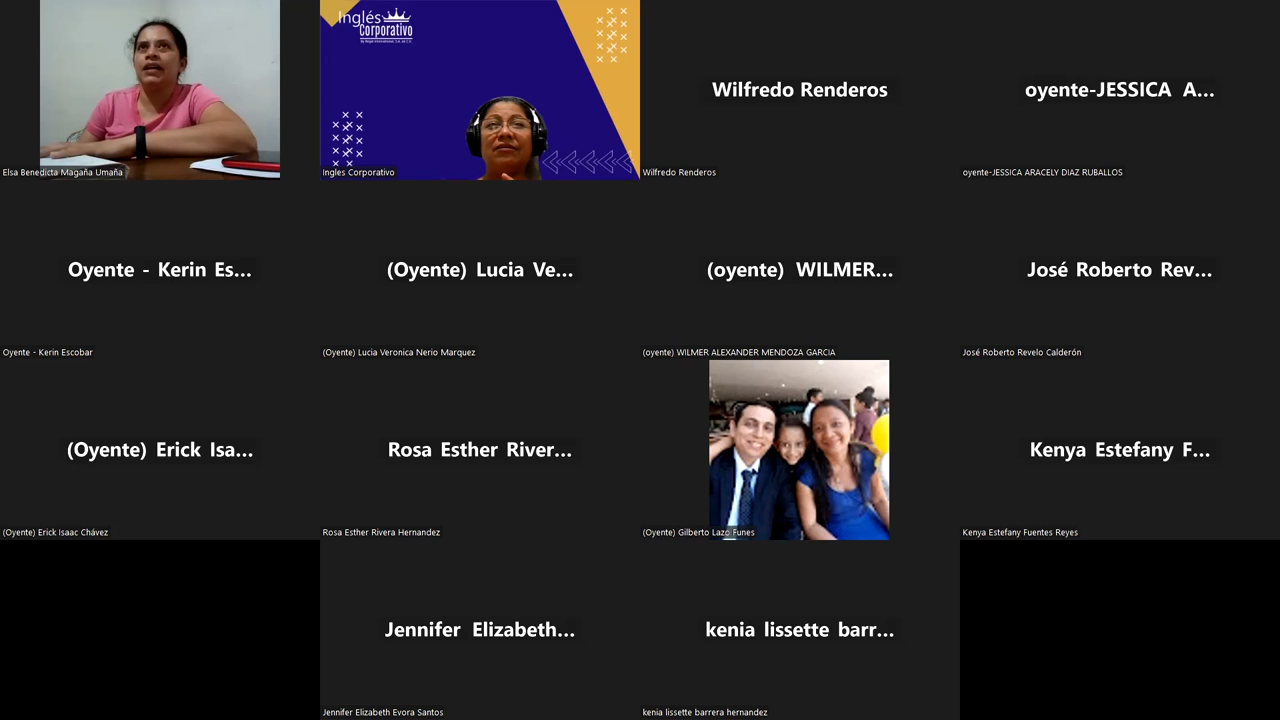 Inglés
Corporativo
Elsa Benedicta Magaña Umaña
Ingles Corporativo
Wilfredo Renderos
Wilfredo Renderos
oyente-JESSICA A...
oyente-JESSICA ARACELY DIAZ RUBALLOS
Oyente - Kerin Es...
Oyente - Kerin Escobar
(Oyente) Lucia Ve...
(Oyente) Lucia Veronica Nerio Marquez
(oyente) WILMER...
(oyente) WILMER ALEXANDER MENDOZA GARCIA
José Roberto Rev...
José Roberto Revelo Calderón
(Oyente) Erick Isa...
(Oyente) Erick Isaac Chávez
Rosa Esther River...
Rosa Esther Rivera Hernandez
(Oyente) Gilberto Lazo Funes
Kenya Estefany F...
Kenya Estefany Fuentes Reyes
Jennifer Elizabeth...
Jennifer Elizabeth Evora Santos
kenia lissette barr...
kenia lissette barrera hernandez